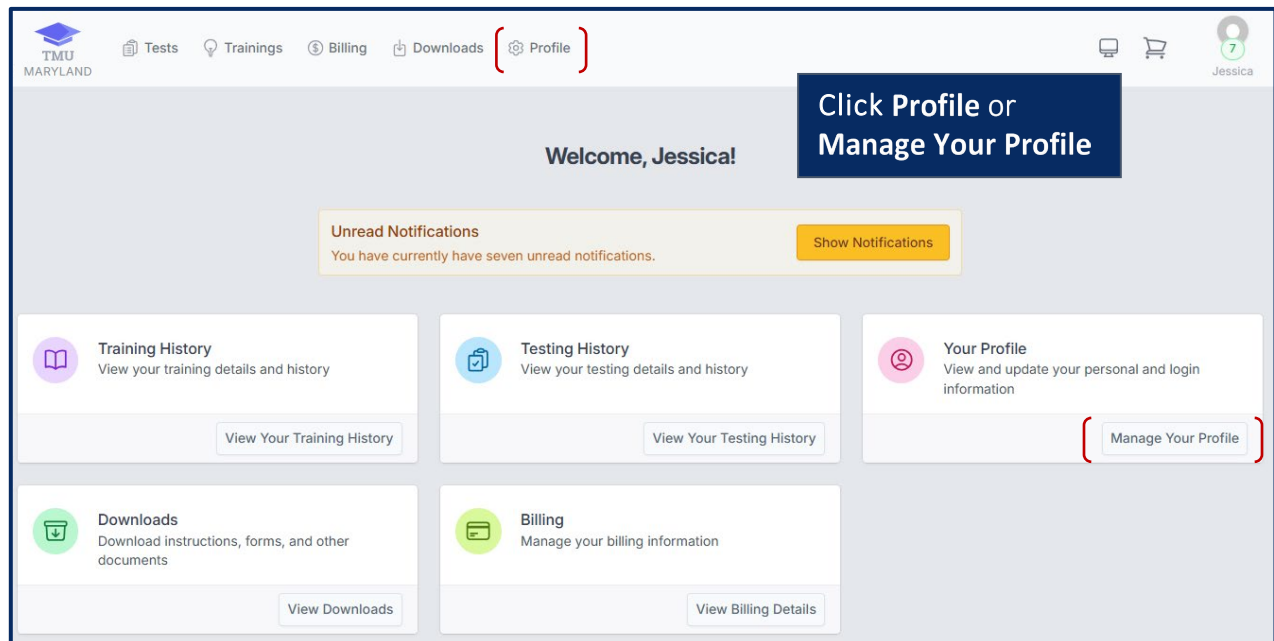 TMU
MARYLAND
Tests
Trainings
Billing
Downloads
Profile
7
Jessica
Click Profile or
Manage Your Profile
Welcome, Jessica!
Unread Notifications
You have currently have seven unread notifications.
Show Notifications
Training History
View your training details and history
View Your Training History
Testing History
View your testing details and history
View Your Testing History
Your Profile
View and update your personal and login
information
Manage Your Profile
Downloads
Download instructions, forms, and other
documents
View Downloads
Billing
Manage your billing information
View Billing Details